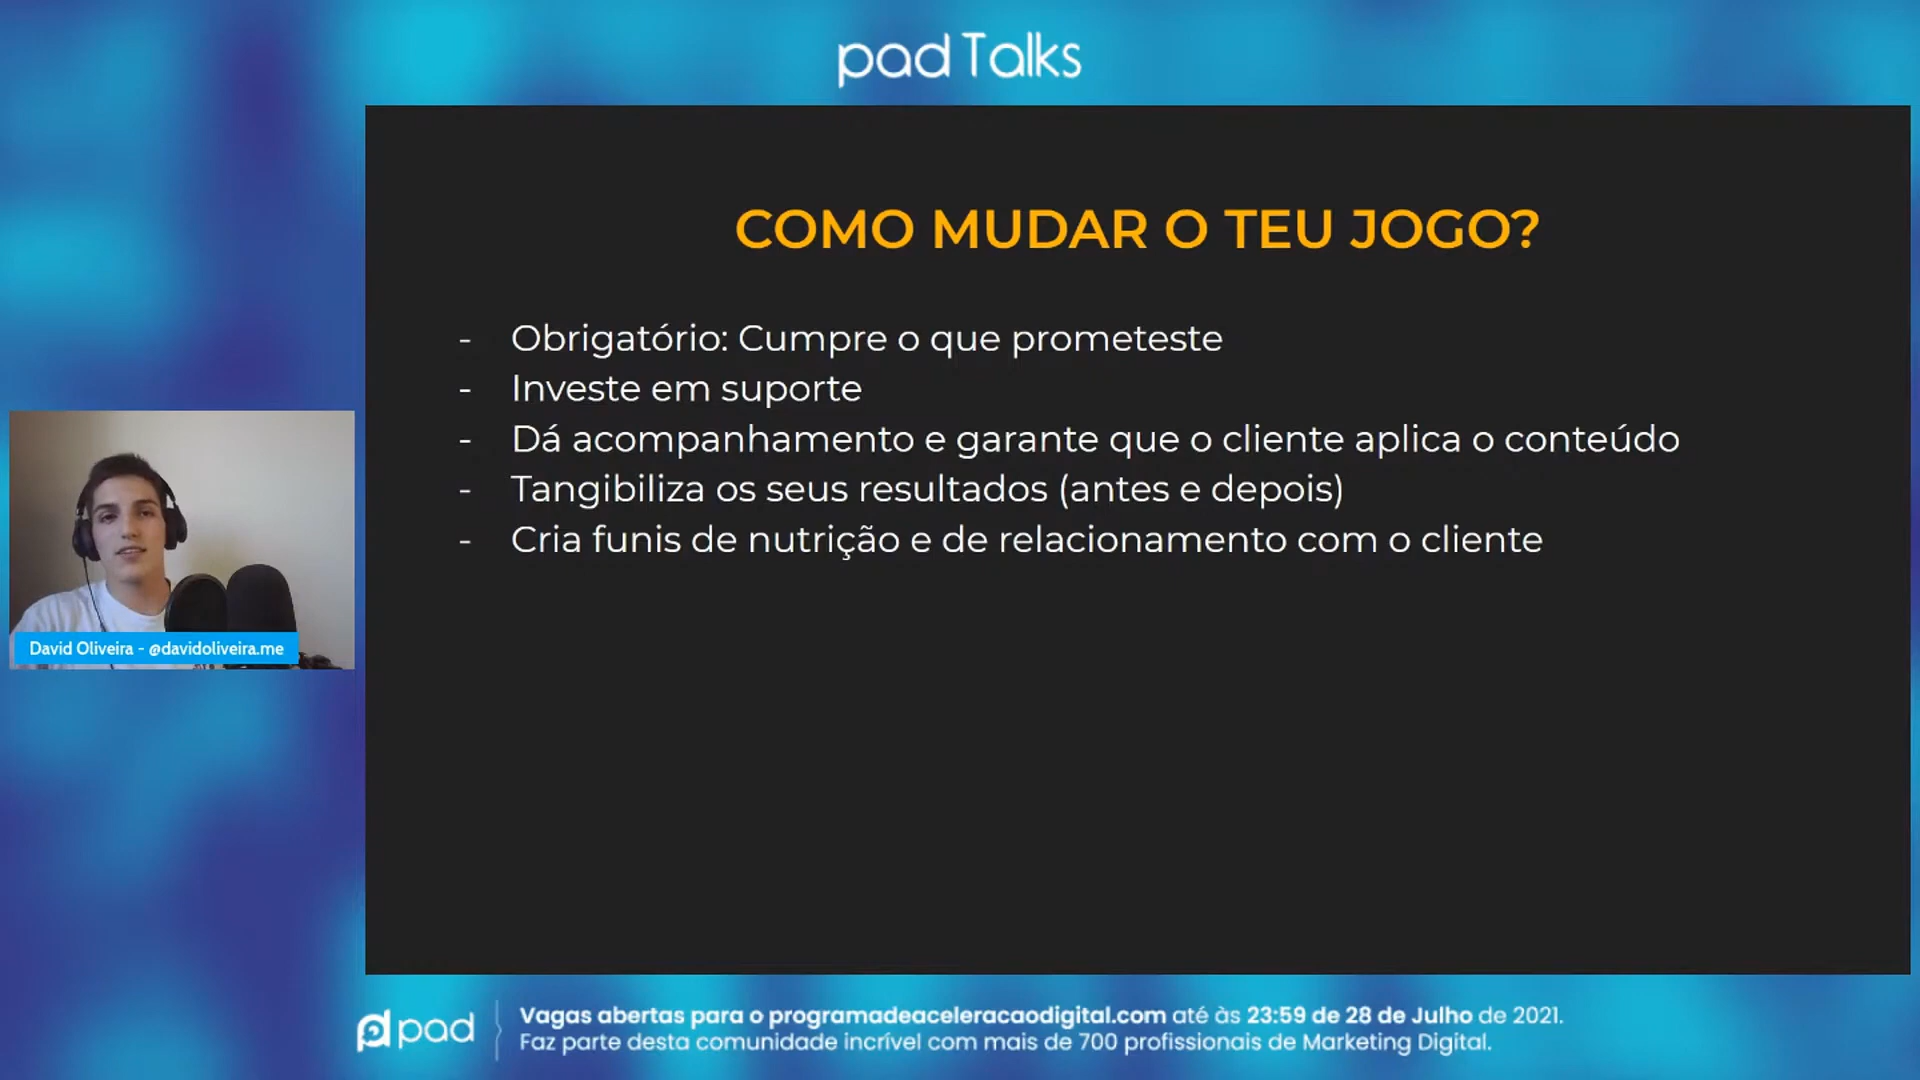 pad Talks
COMO MUDAR O TEU JOGO?
- Obrigatório: Cumpre o que prometeste
- Investe em suporte
- Dá acompanhamento e garante que o cliente aplica o conteúdo
- Tangibiliza os seus resultados (antes e depois)
- Cria funis de nutrição e de relacionamento com o cliente
David Oliveira - @davidoliveira.me
pad
Vagas abertas para o programadeaceleracaodigital.com até às 23:59 de 28 de Julho de 2021.
Faz parte desta comunidade incrível com mais de 700 profissionais de Marketing Digital.